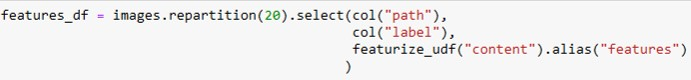 features_df = images.repartition(20).select(col("path"),
col("label"),
featurize_udf("content").alias("features")
)